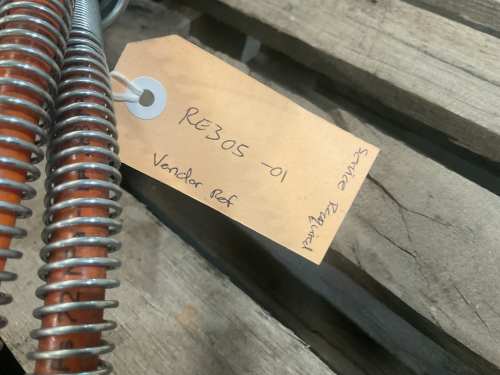 RE305-01
Vendor Ref
Service Required